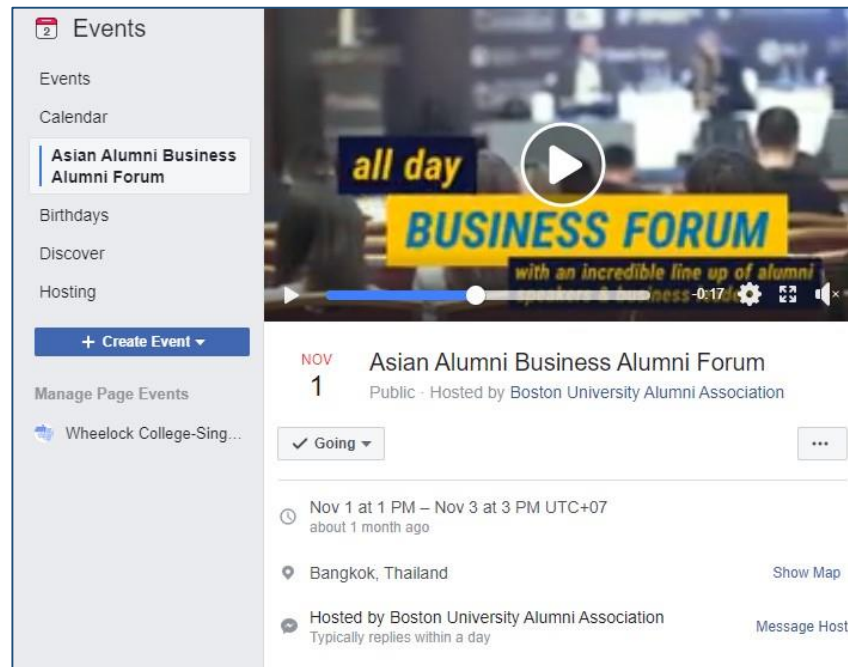 2
Events
Events
Calendar
Asian Alumni Business
Alumni Forum
Birthdays
Discover
Hosting
+ Create Event
Manage Page Events
Wheelock College-Sing...
all day
BUSINESS FORUM
with an incredible line up of alumni
speakers & business
-0:17
NOV
1
Asian Alumni Business Alumni Forum
Public · Hosted by Boston University Alumni Association
Going
Nov 1 at 1 PM – Nov 3 at 3 PM UTC+07
about 1 month ago
Bangkok, Thailand
Show Map
Hosted by Boston University Alumni Association
Typically replies within a day
Message Host